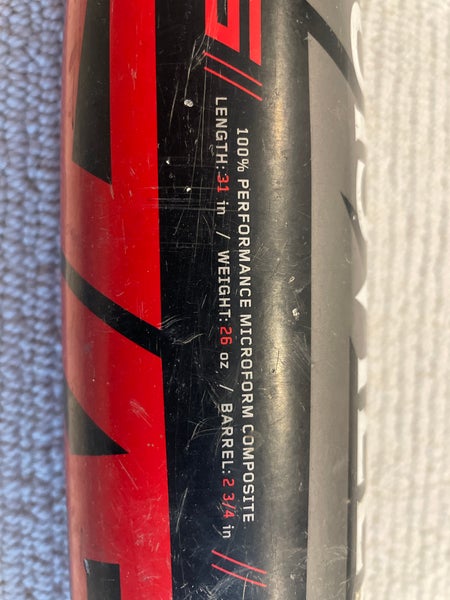 100% PERFORMANCE MICROFORM COMPOSITE
LENGTH: 31 in / WEIGHT: 26 oz / BARREL: 2 3/4 in